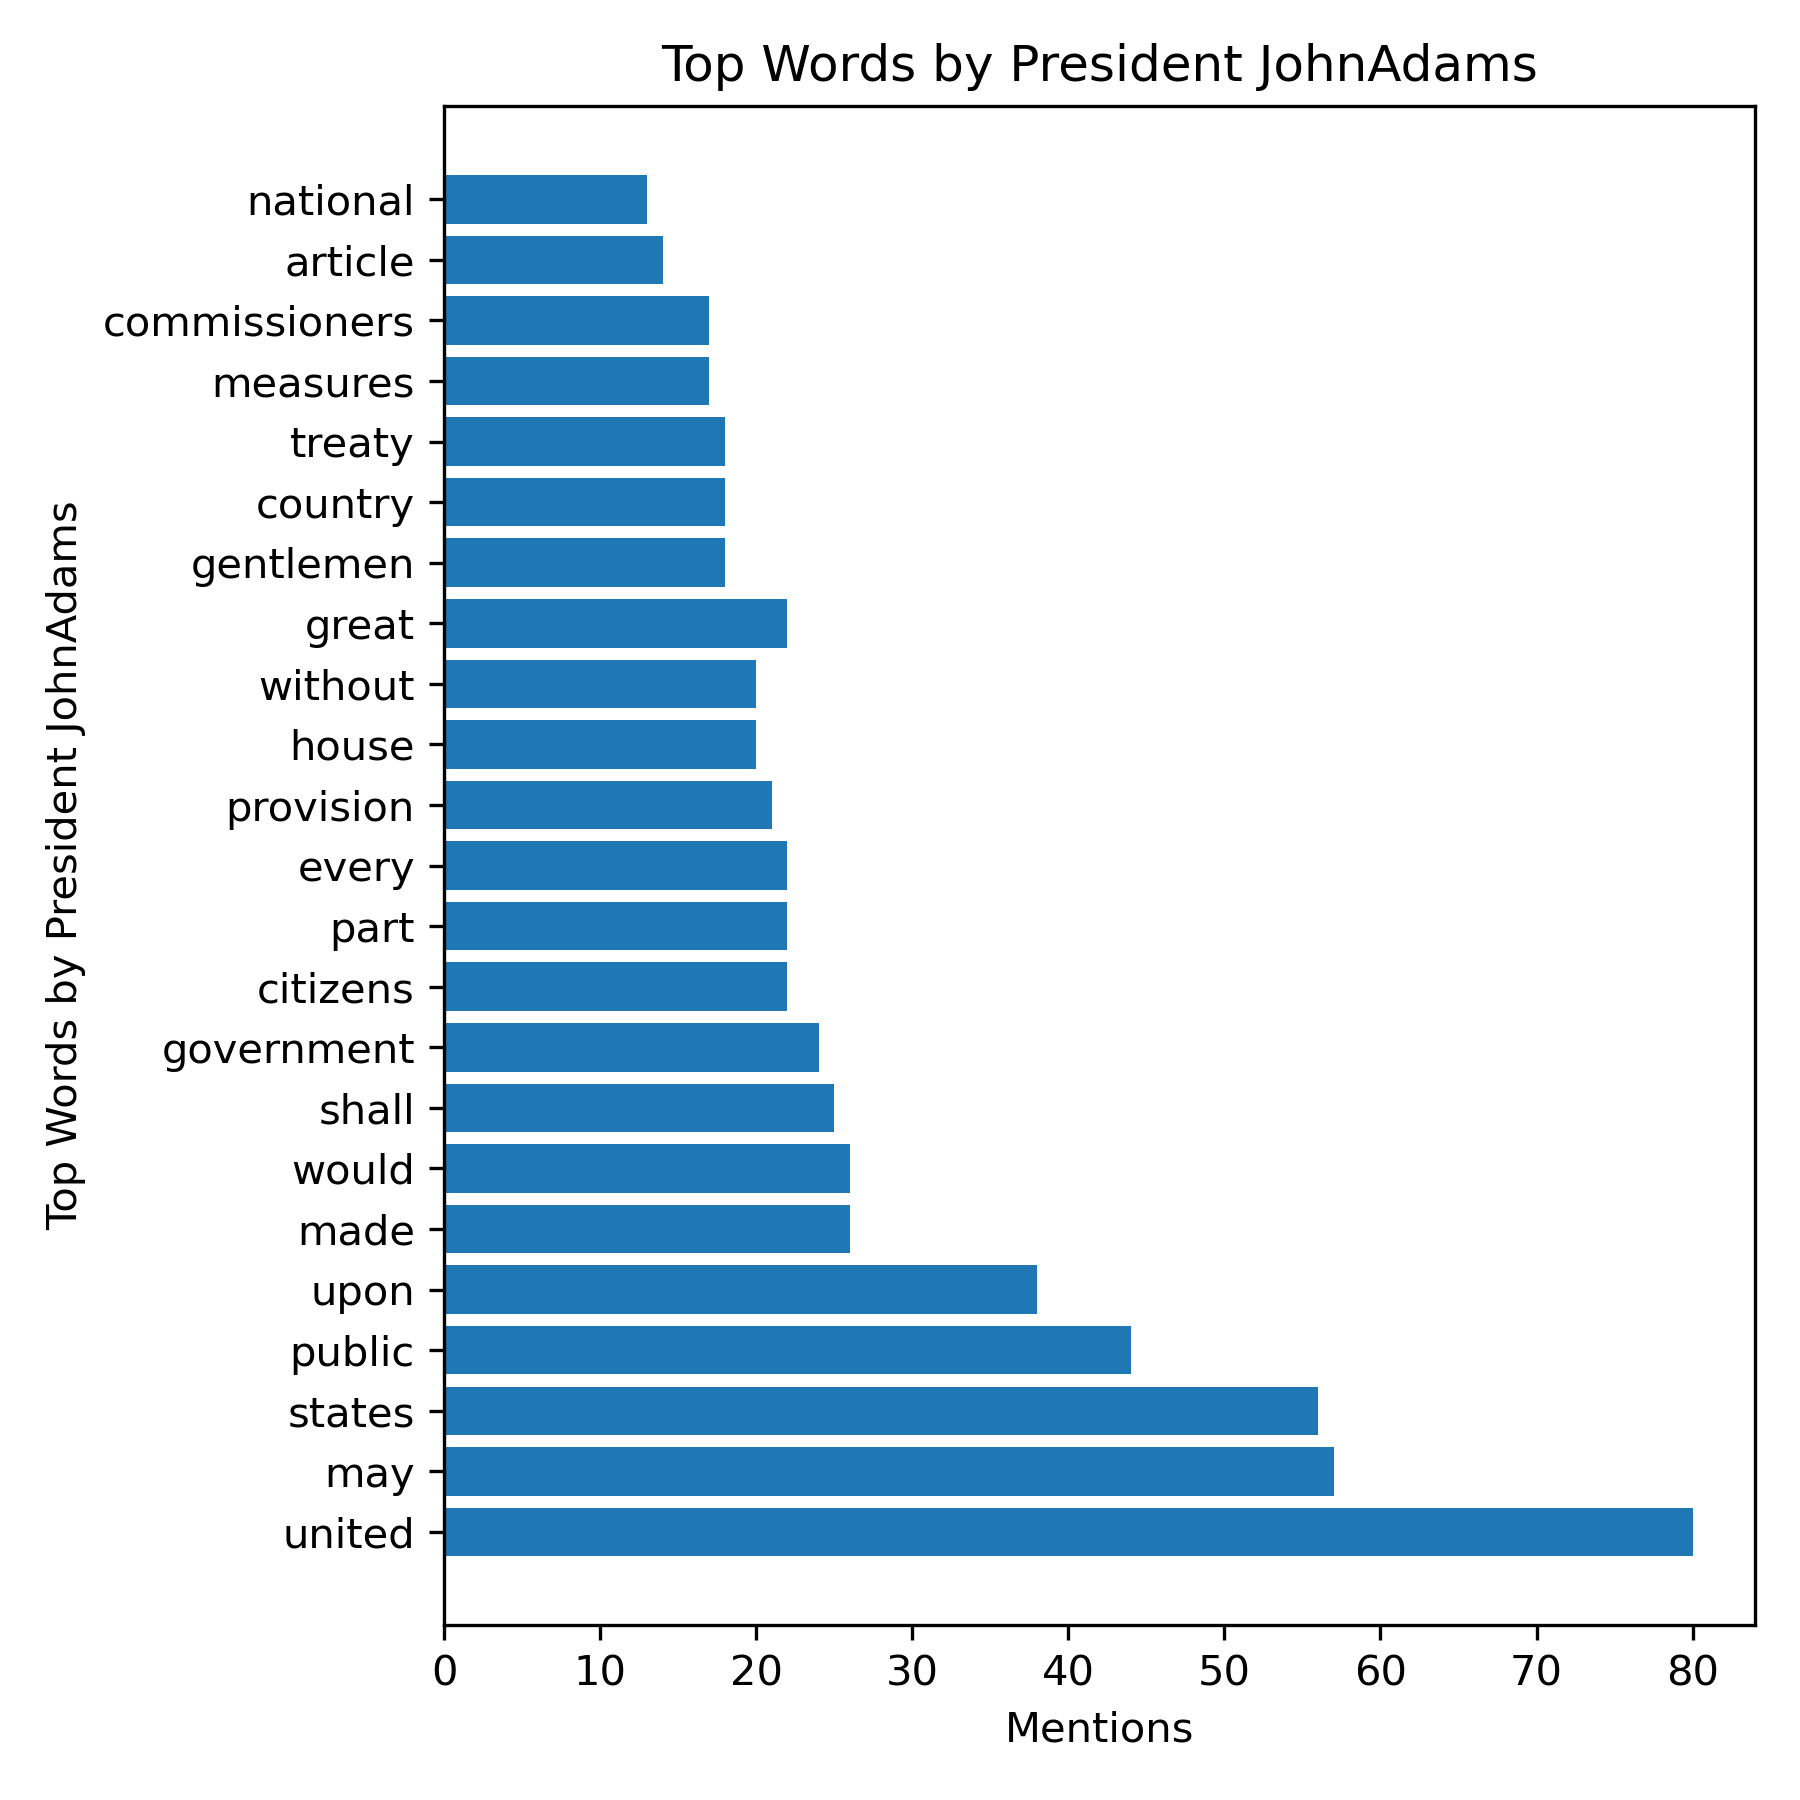 Top Words by President JohnAdams
Top Words by President JohnAdams
national
article
commissioners
measures
treaty
country
gentlemen
great
without
house
provision
every
part
citizens
government
shall
would
made
upon
public
states
may
united
0 10 20 30 40 50 60 70 80
Mentions